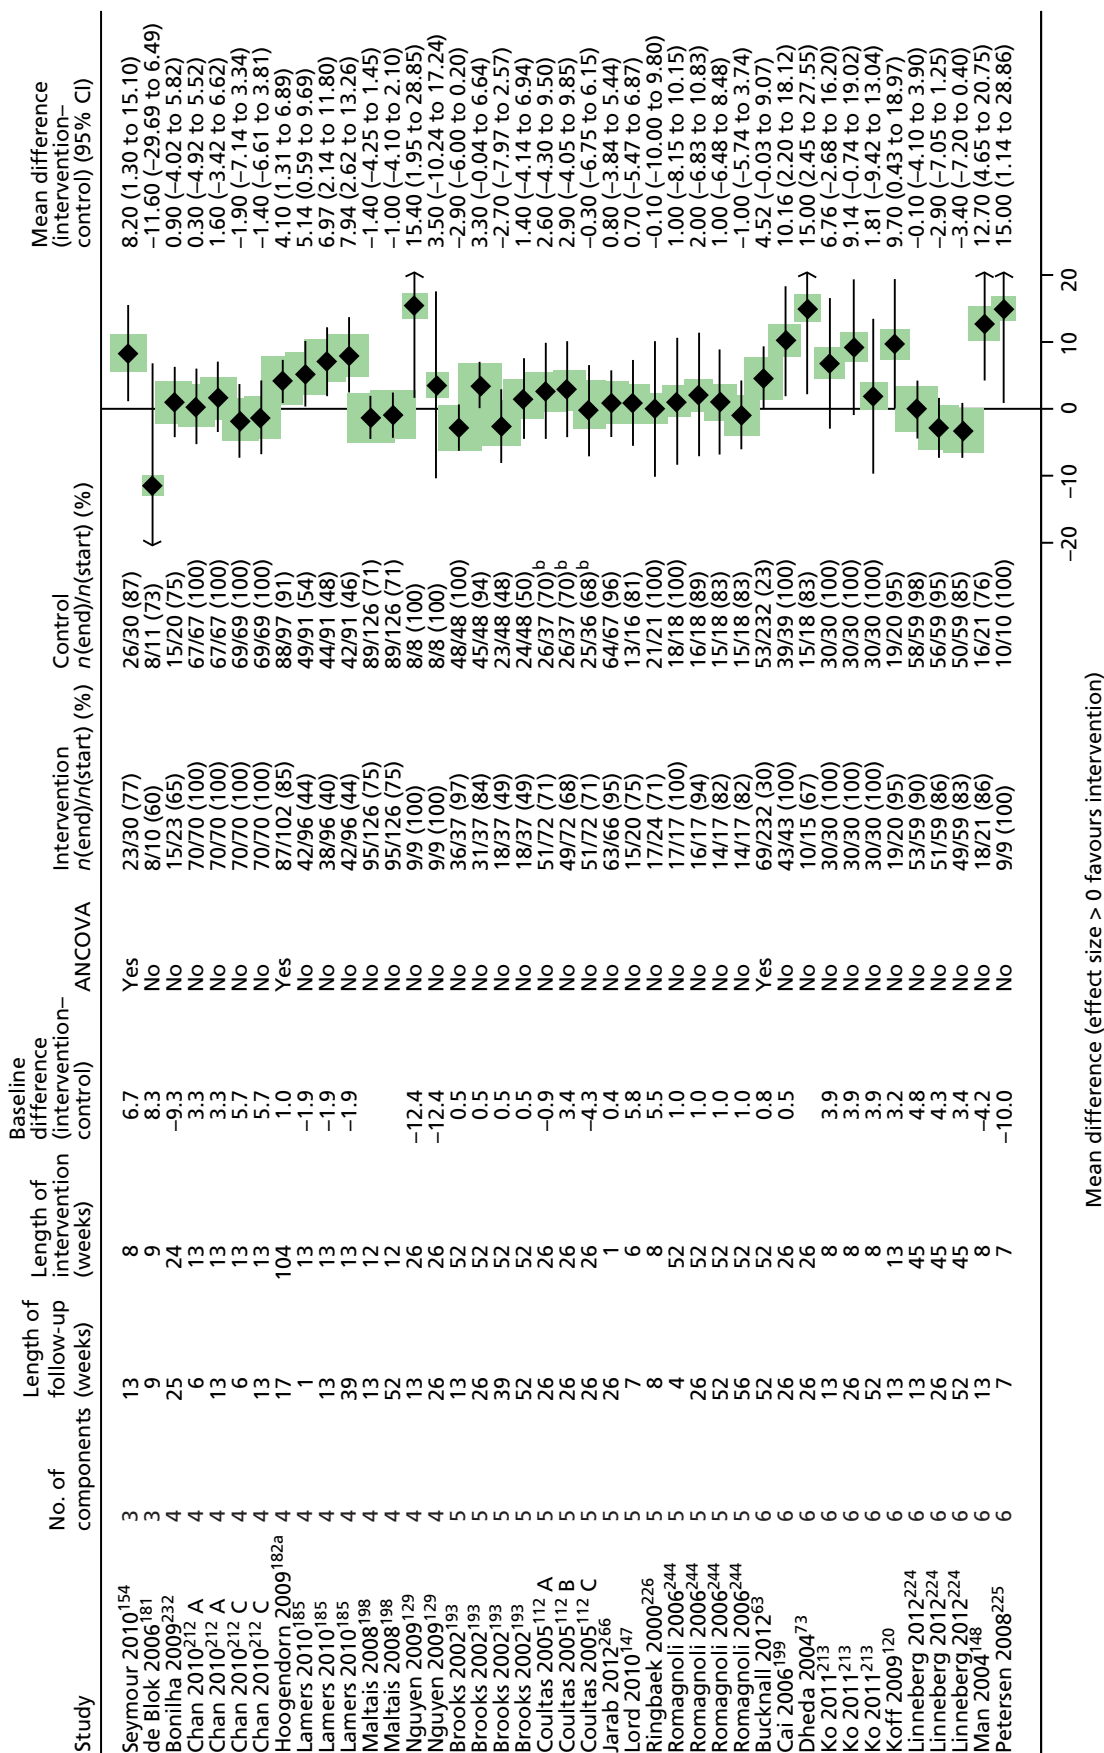 Study No. of components Length of follow-up (weeks) Length of intervention (weeks) Baseline difference (intervention–control) ANCOVA Intervention n(end)/n(start) (%) Control n(end)/n(start) (%) Mean difference (intervention–control) (95% CI)
Seymour 2010154 3 13 8 6.7 Yes 23/30 (77) 26/30 (87) 8.20 (1.30 to 15.10)
de Blok 2006181 3 9 9 8.3 No 8/10 (60) 8/11 (73) −11.60 (−29.69 to 6.49)
Bonilha 2009232 4 25 24 −9.3 No 15/23 (65) 15/20 (75) 0.90 (−4.02 to 5.82)
Chan 2010212 A 4 6 13 3.3 No 70/70 (100) 67/67 (100) 0.30 (−4.92 to 5.52)
Chan 2010212 A 4 13 13 3.3 No 70/70 (100) 67/67 (100) 1.60 (−3.42 to 6.62)
Chan 2010212 C 4 6 13 5.7 No 70/70 (100) 69/69 (100) −1.90 (−7.14 to 3.34)
Chan 2010212 C 4 13 13 5.7 No 70/70 (100) 69/69 (100) −1.40 (−6.61 to 3.81)
Hoogendorn 2009182a 4 17 104 1.0 Yes 87/102 (85) 88/97 (91) 4.10 (1.31 to 6.89)
Lamers 2010185 4 1 13 −1.9 No 42/96 (44) 49/91 (54) 5.14 (0.59 to 9.69)
Lamers 2010185 4 13 13 −1.9 No 38/96 (40) 44/91 (48) 6.97 (2.14 to 11.80)
Lamers 2010185 4 39 13 −1.9 No 42/96 (44) 42/91 (46) 7.94 (2.62 to 13.26)
Maltais 2008198 4 13 12 No 95/126 (75) 89/126 (71) −1.40 (−4.25 to 1.45)
Maltais 2008198 4 52 12 No 95/126 (75) 89/126 (71) −1.00 (−4.10 to 2.10)
Nguyen 2009129 4 13 26 −12.4 No 9/9 (100) 8/8 (100) 15.40 (1.95 to 28.85)
Nguyen 2009129 4 26 26 −12.4 No 9/9 (100) 8/8 (100) 3.50 (−10.24 to 17.24)
Brooks 2002193 5 13 52 0.5 No 36/37 (97) 48/48 (100) −2.90 (−6.00 to 0.20)
Brooks 2002193 5 26 52 0.5 No 31/37 (84) 45/48 (94) 3.30 (−0.04 to 6.64)
Brooks 2002193 5 39 52 0.5 No 18/37 (49) 23/48 (48) −2.70 (−7.97 to 2.57)
Brooks 2002193 5 52 52 0.5 No 18/37 (49) 24/48 (50) 1.40 (−4.14 to 6.94)
Coultas 2005112 A 5 26 26 −0.9 No 51/72 (71) 26/37 (70)b 2.60 (−4.30 to 9.50)
Coultas 2005112 B 5 26 26 3.4 No 49/72 (68) 26/37 (70)b 2.90 (−4.05 to 9.85)
Coultas 2005112 C 5 26 26 −4.3 No 51/72 (71) 25/36 (68)b −0.30 (−6.75 to 6.15)
Jarab 2012266 5 26 1 0.4 No 63/66 (95) 64/67 (96) 0.80 (−3.84 to 5.44)
Lord 2010147 5 7 6 5.8 No 15/20 (75) 13/16 (81) 0.70 (−5.47 to 6.87)
Ringbaek 2000226 5 8 8 5.5 No 17/24 (71) 21/21 (100) −0.10 (−10.00 to 9.80)
Romagnoli 2006244 5 4 52 1.0 No 17/17 (100) 18/18 (100) 1.00 (−8.15 to 10.15)
Romagnoli 2006244 5 26 52 1.0 No 16/17 (94) 16/18 (89) 2.00 (−6.83 to 10.83)
Romagnoli 2006244 5 52 52 1.0 No 14/17 (82) 15/18 (83) 1.00 (−6.48 to 8.48)
Romagnoli 2006244 5 56 52 1.0 No 14/17 (82) 15/18 (83) −1.00 (−5.74 to 3.74)
Bucknall 201263 6 52 52 0.8 Yes 69/232 (30) 53/232 (23) 4.52 (−0.03 to 9.07)
Cai 2006199 6 26 26 0.5 No 43/43 (100) 39/39 (100) 10.16 (2.20 to 18.12)
Dheda 200473 6 26 26 No 10/15 (67) 15/18 (83) 15.00 (2.45 to 27.55)
Ko 2011213 6 13 8 3.9 No 30/30 (100) 30/30 (100) 6.76 (−2.68 to 16.20)
Ko 2011213 6 26 8 3.9 No 30/30 (100) 30/30 (100) 9.14 (−0.74 to 19.02)
Ko 2011213 6 52 8 3.9 No 30/30 (100) 30/30 (100) 1.81 (−9.42 to 13.04)
Koff 2009120 6 13 13 3.2 No 19/20 (95) 19/20 (95) 9.70 (0.43 to 18.97)
Linneberg 2012224 6 13 45 4.8 No 53/59 (90) 58/59 (98) −0.10 (−4.10 to 3.90)
Linneberg 2012224 6 26 45 4.3 No 51/59 (86) 56/59 (95) −2.90 (−7.05 to 1.25)
Linneberg 2012224 6 52 45 3.4 No 49/59 (83) 50/59 (85) −3.40 (−7.20 to 0.40)
Man 2004148 6 13 8 −4.2 No 18/21 (86) 16/21 (76) 12.70 (4.65 to 20.75)
Petersen 2008225 6 7 7 −10.0 No 9/9 (100) 10/10 (100) 15.00 (1.14 to 28.86)
−20 −10 0 10 20
Mean difference (effect size > 0 favours intervention)